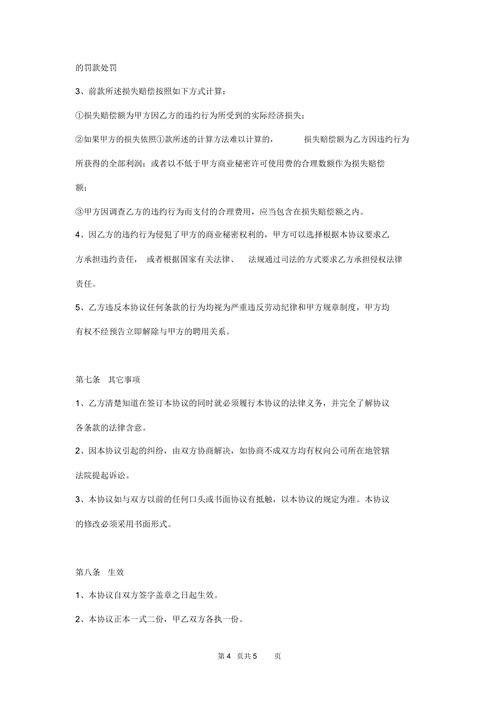 的罚款处罚
3、前款所述损失赔偿按照如下方式计算：
①损失赔偿额为甲方因乙方的违约行为所受到的实际经济损失；
②如果甲方的损失依照①款所述的计算方法难以计算的， 损失赔偿额为乙方因违约行为
所获得的全部利润；或者以不低于甲方商业秘密许可使用费的合理数额作为损失赔偿
额；
③甲方因调查乙方的违约行为而支付的合理费用，应当包含在损失赔偿额之内。
4、因乙方的违约行为侵犯了甲方的商业秘密权利的，甲方可以选择根据本协议要求乙
方承担违约责任， 或者根据国家有关法律、 法规通过司法的方式要求乙方承担侵权法律
责任。
5、乙方违反本协议任何条款的行为均视为严重违反劳动纪律和甲方规章制度，甲方均
有权不经预告立即解除与甲方的聘用关系。
第七条 其它事项
1、乙方清楚知道在签订本协议的同时就必须履行本协议的法律义务，并完全了解协议
各条款的法律含意。
2、因本协议引起的纠纷，由双方协商解决，如协商不成双方均有权向公司所在地管辖
法院提起诉讼。
3、本协议如与双方以前的任何口头或书面协议有抵触，以本协议的规定为准。本协议
的修改必须采用书面形式。
第八条 生效
1、本协议自双方签字盖章之日起生效。
2、本协议正本一式二份，甲乙双方各执一份。
第 4 页共 5 页